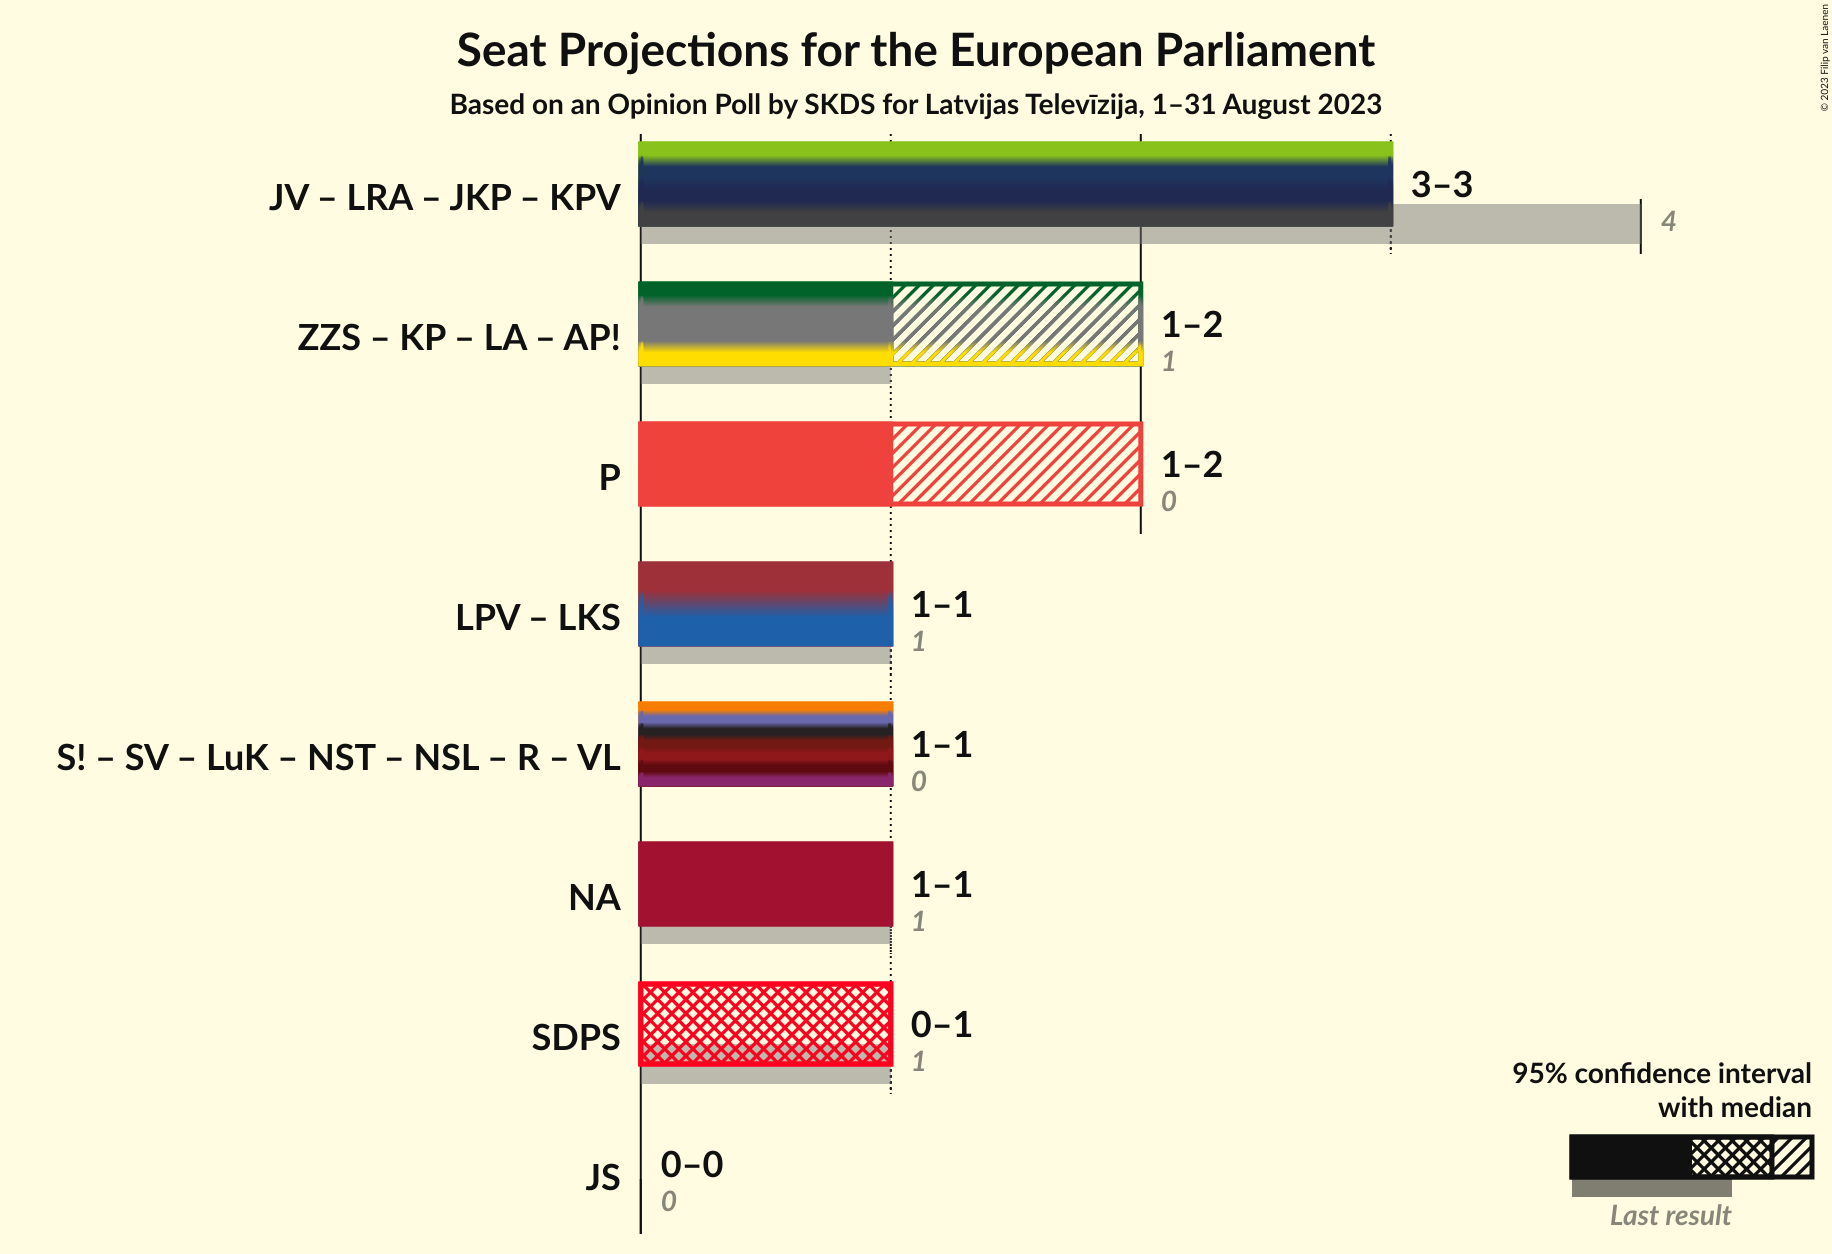 Seat Projections for the European Parliament
Based on an Opinion Poll by SKDS for Latvijas Televīzija, 1–31 August 2023
© 2023 Filip van Laenen
JV – LRA – JKP – KPV
3–3
4
ZZS – KP – LA – AP!
1–2
1
P
1–2
0
LPV – LKS
1–1
1
S! – SV – LuK – NST – NSL – R – VL
1–1
0
NA
1–1
1
SDPS
0–1
1
JS
0–0
0
95% confidence interval
with median
Last result